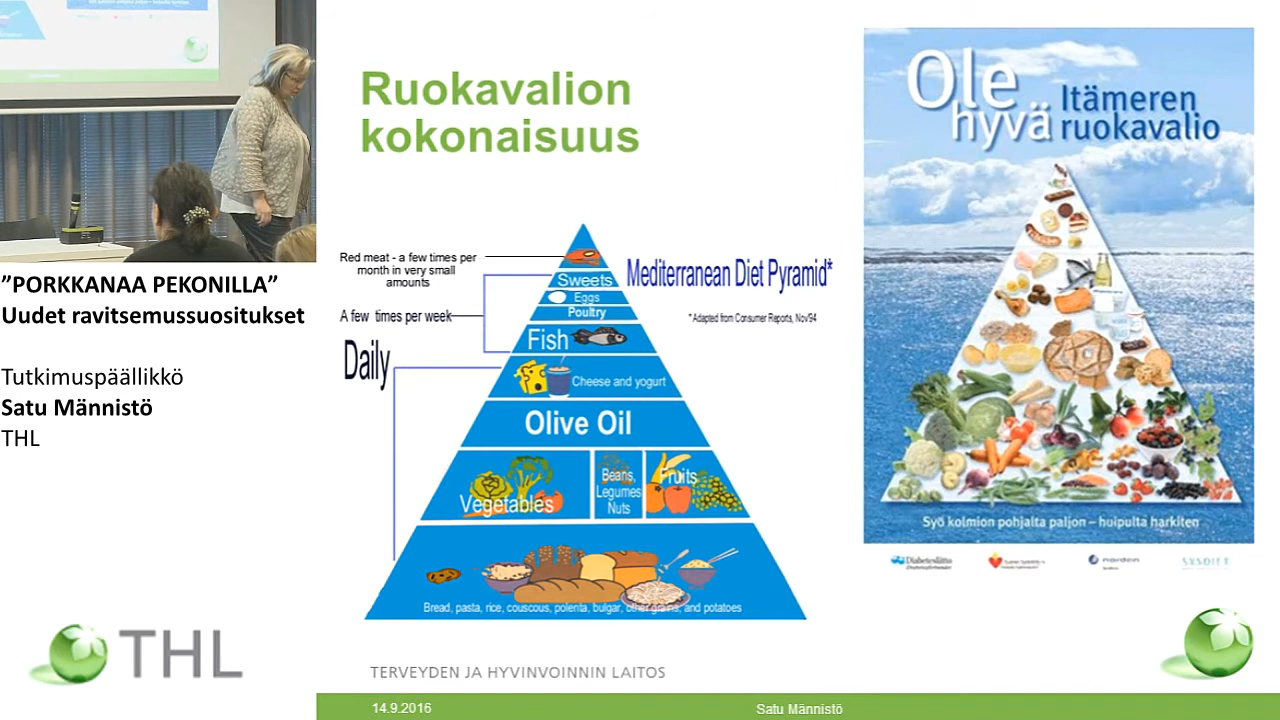 "PORKKANAA PEKONILLA"
Uudet ravitsemussuositukset
Tutkimuspäällikkö
Satu Männistö
THL
THL
Ruokavalion
kokonaisuus
Red meat - a few times per
month in very small
amounts
A few times per week
Daily
Mediterranean Diet Pyramid*
* Adapted from Consumer Reports, Nov'94
Sweets
Eggs
Poultry
Fish
Cheese and yogurt
Olive Oil
Vegetables
Beans,
Legumes
Nuts
Fruits
Bread, pasta, rice, couscous, polenta, bulgar, other grains, and potatoes
Ole
hyvä
Itämeren
ruokavalio
Syö kolmion pohjalta paljon – huipulta harkiten
Diabetesliitto
norden
SYSDIET
TERVEYDEN JA HYVINVOINNIN LAITOS
14.9.2016
Satu Männistö